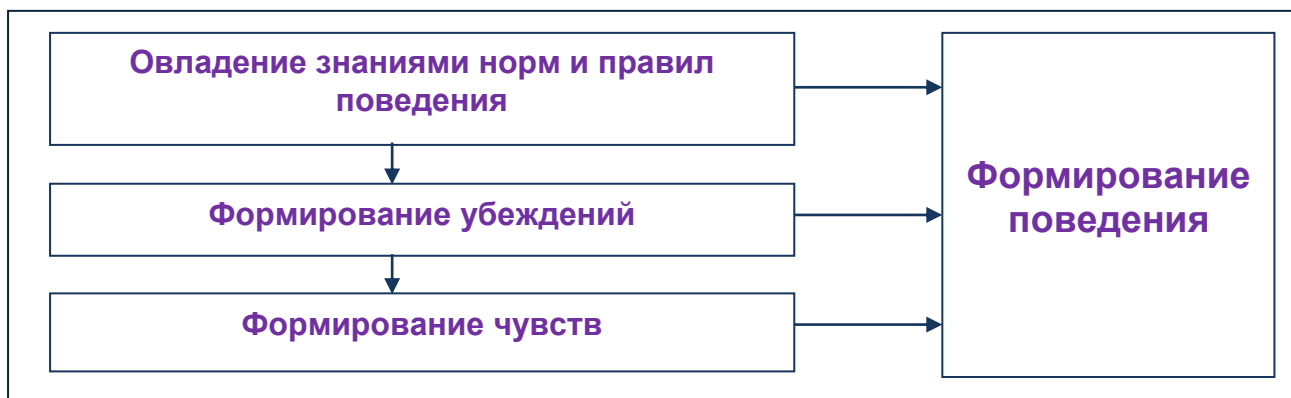 Овладение знаниями норм и правил
поведения
Формирование убеждений
Формирование чувств
Формирование
поведения